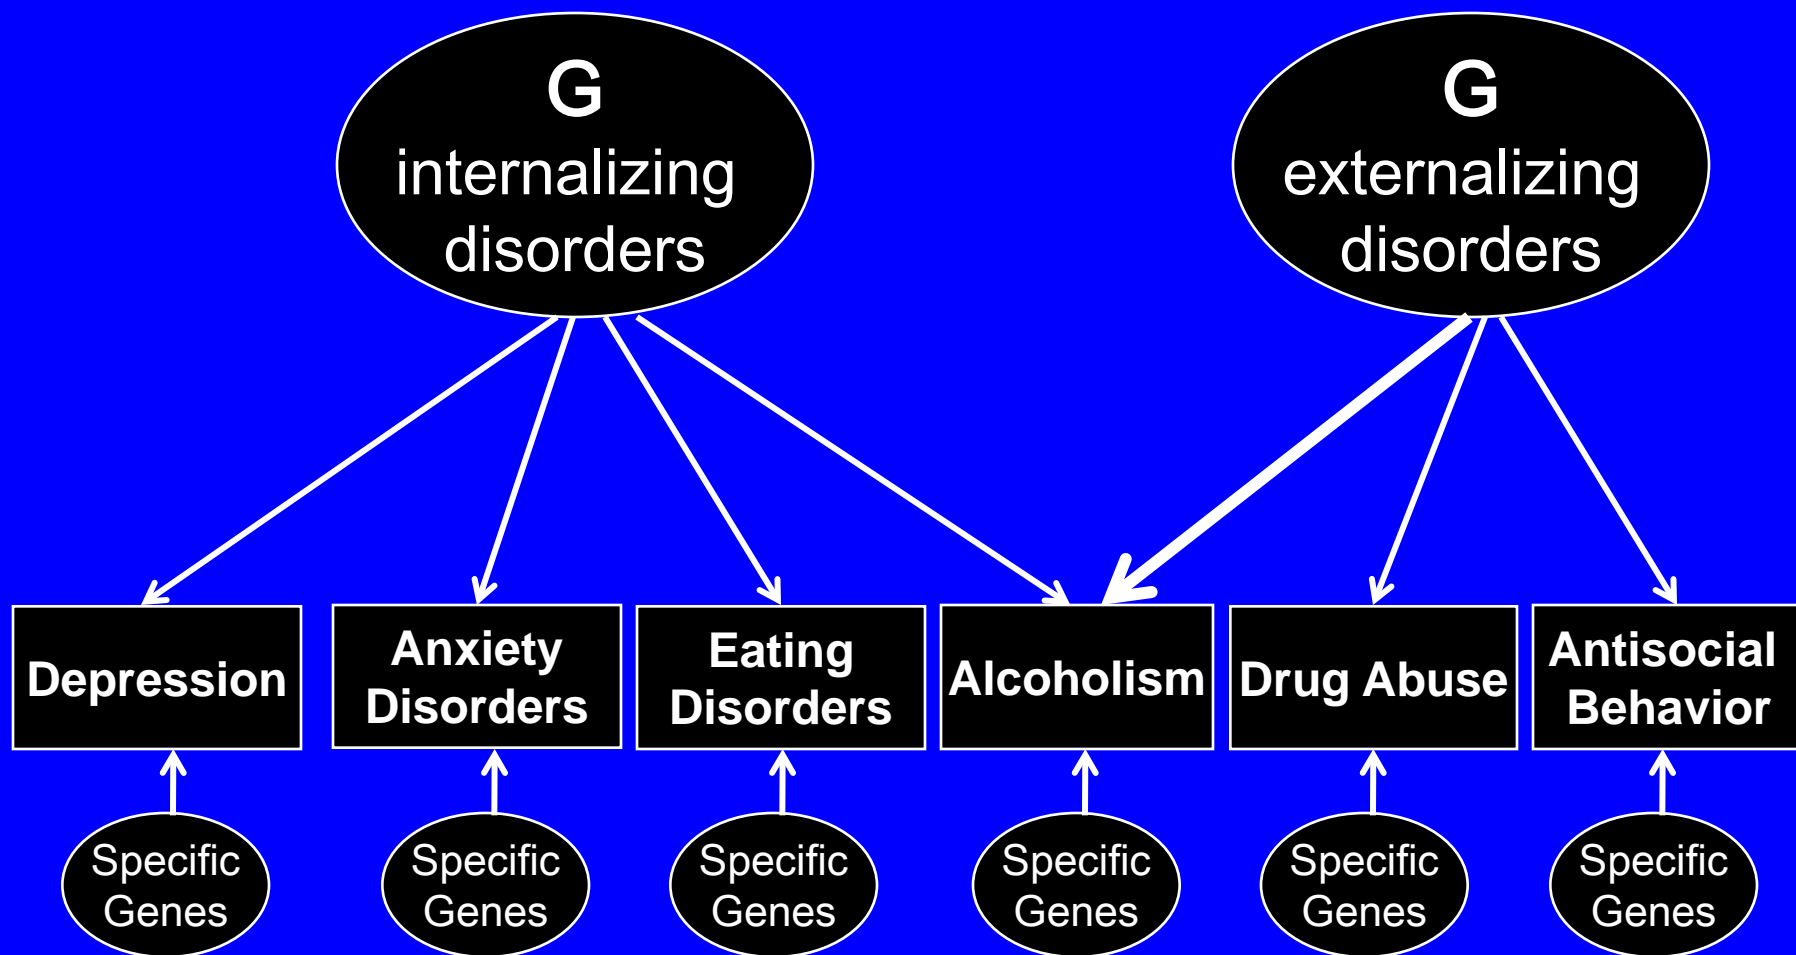 G
internalizing
disorders
G
externalizing
disorders
Depression
Anxiety
Disorders
Eating
Disorders
Alcoholism
Drug Abuse
Antisocial
Behavior
Specific
Genes
Specific
Genes
Specific
Genes
Specific
Genes
Specific
Genes
Specific
Genes